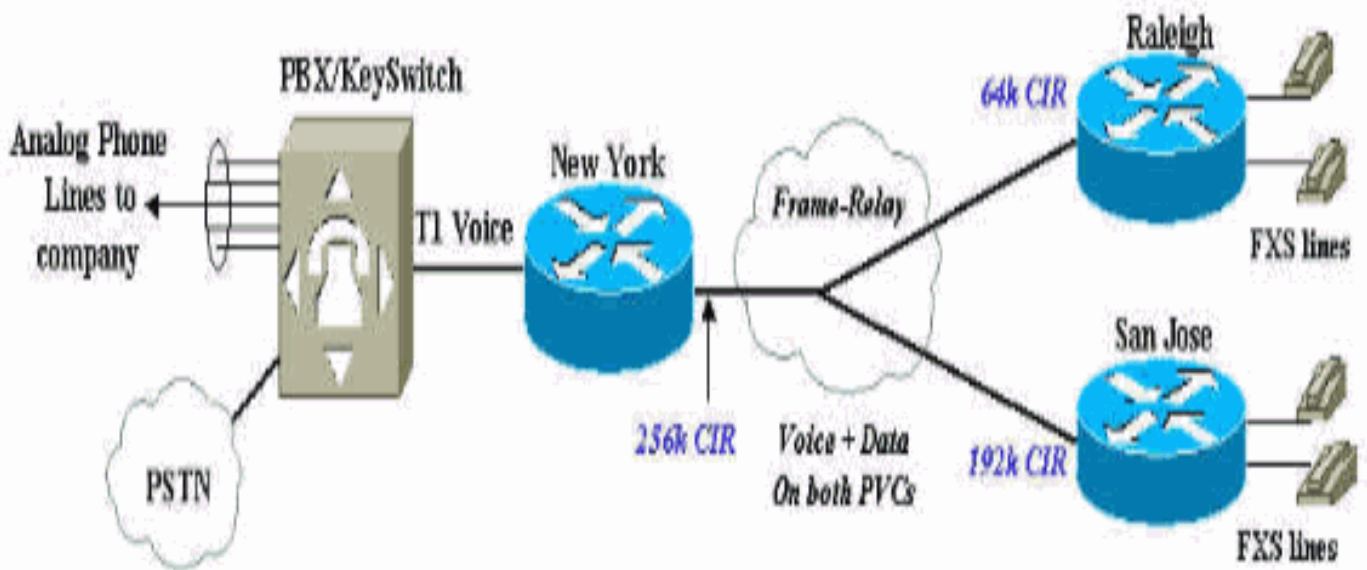 PBX/KeySwitch
Analog Phone
Lines to
company
T1 Voice
New York
Frame-Relay
64k CIR
Raleigh
FXS lines
256k CIR
Voice + Data
On both PVCs
192k CIR
San Jose
FXS lines
PSTN